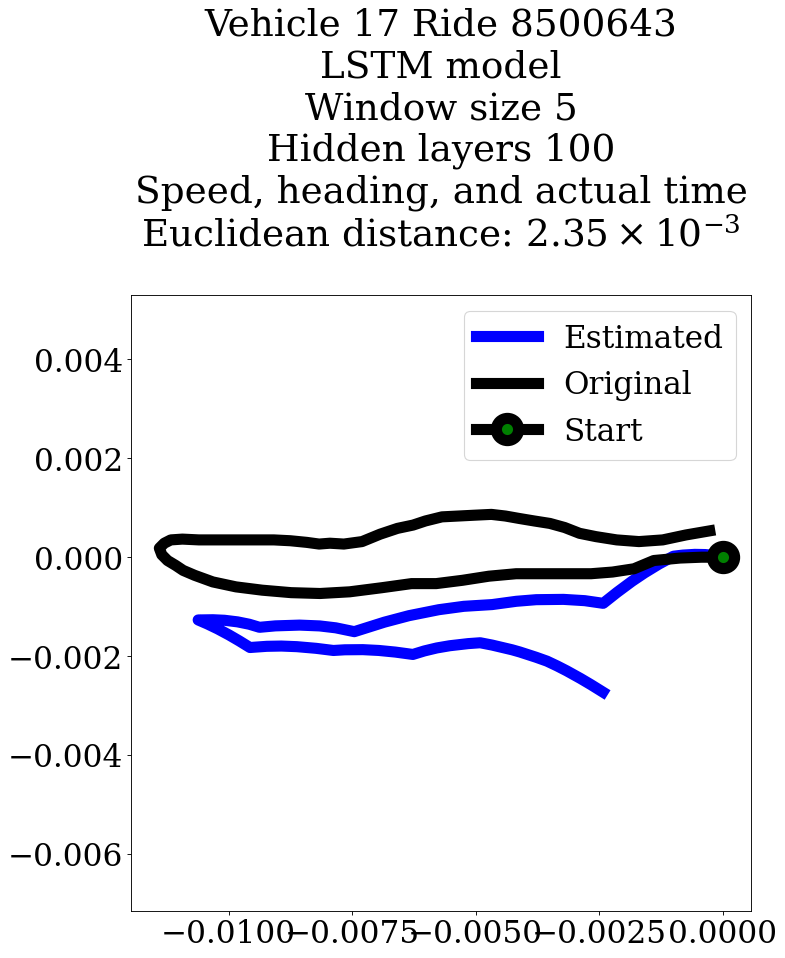 Vehicle 17 Ride 8500643
LSTM model
Window size 5
Hidden layers 100
Speed, heading, and actual time
Euclidean distance: 2.35 × 10⁻³
Estimated
Original
Start
0.004
0.002
0.000
−0.002
−0.004
−0.006
−0.0100
−0.0075
−0.0050
−0.0025
0.0000